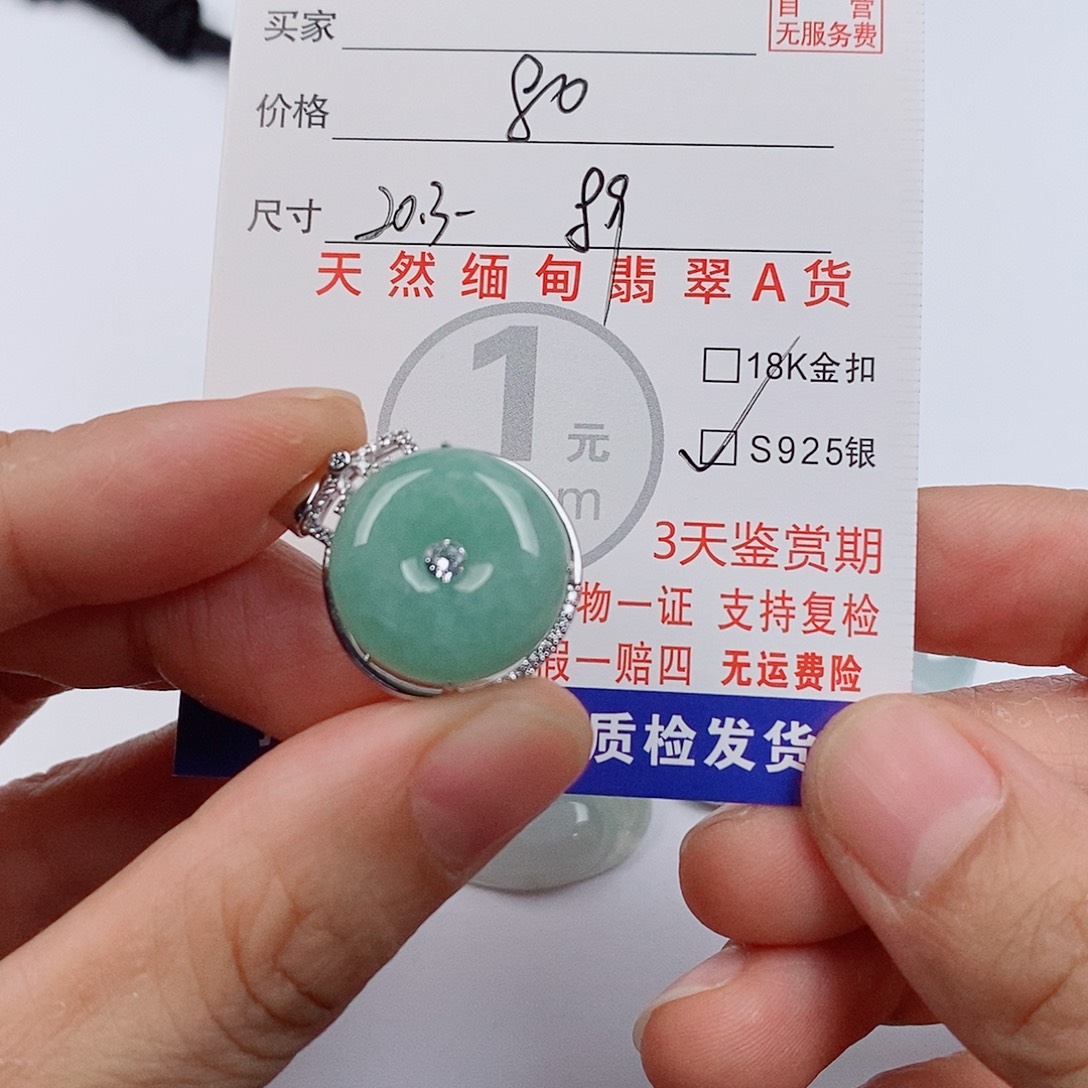 自 营
无服务费
买家
价格 80
尺寸 20.3- 8.9
天然缅甸翡翠A货
1元
m
18K金扣
S925银
3天鉴赏期
物一证 支持复检
假一赔四 无运费险
质检发货